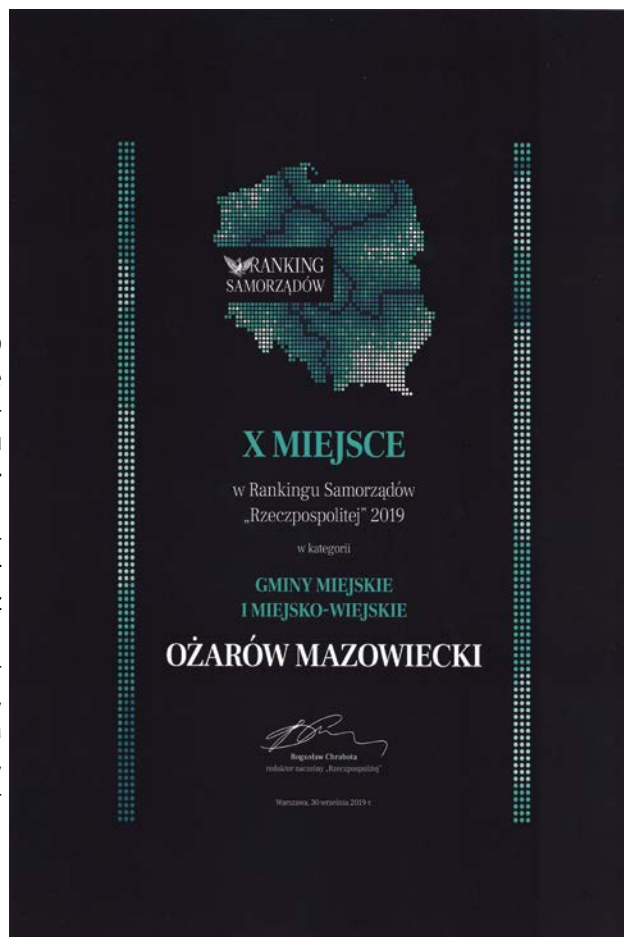 RANKING
SAMORZĄDÓW
X MIEJSCE
w Rankingu Samorządów
„Rzeczpospolitej” 2019
w kategorii
GMINY MIEJSKIE
I MIEJSKO-WIEJSKIE
OŻARÓW MAZOWIECKI
Bogusław Chrabota
redaktor naczelny „Rzeczpospolitej”
Warszawa, 30 września 2019 r.